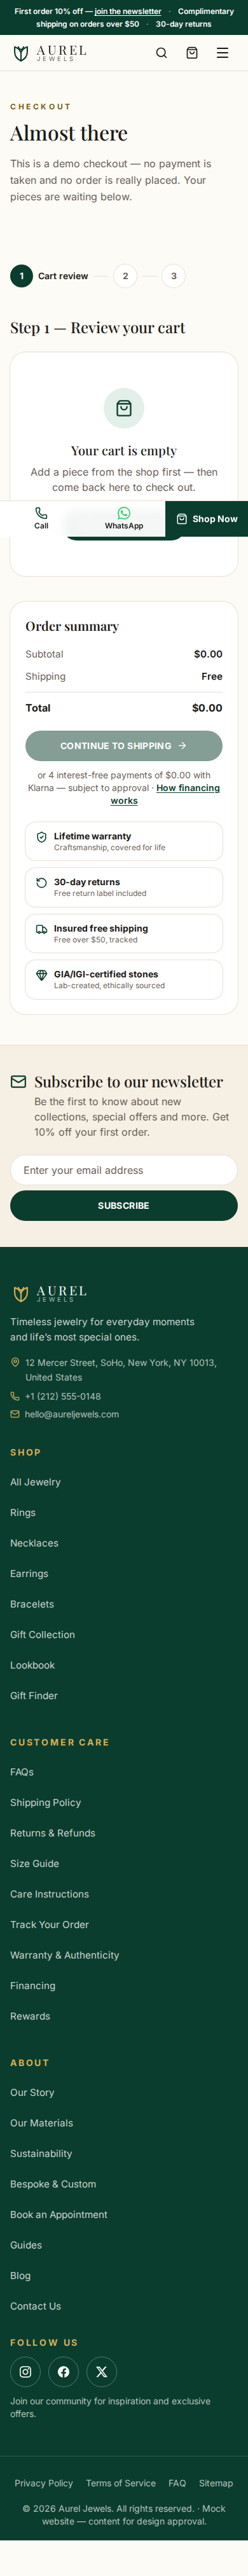 First order 10% off — join the newsletter · Complimentary
shipping on orders over $50 · 30-day returns
AUREL
JEWELS
CHECKOUT
Almost there
This is a demo checkout — no payment is
taken and no order is really placed. Your
pieces are waiting below.
1 Cart review 2 3
Step 1 — Review your cart
Your cart is empty
Add a piece from the shop first — then
come back here to check out.
Call
WhatsApp
Shop Now
Order summary
Subtotal $0.00
Shipping Free
Total $0.00
CONTINUE TO SHIPPING
or 4 interest-free payments of $0.00 with
Klarna — subject to approval · How financing
works
Lifetime warranty
Craftsmanship, covered for life
30-day returns
Free return label included
Insured free shipping
Free over $50, tracked
GIA/IGI-certified stones
Lab-created, ethically sourced
Subscribe to our newsletter
Be the first to know about new
collections, special offers and more. Get
10% off your first order.
Enter your email address
SUBSCRIBE
AUREL
JEWELS
Timeless jewelry for everyday moments
and life's most special ones.
12 Mercer Street, SoHo, New York, NY 10013,
United States
+1 (212) 555-0148
hello@aureljewels.com
SHOP
All Jewelry
Rings
Necklaces
Earrings
Bracelets
Gift Collection
Lookbook
Gift Finder
CUSTOMER CARE
FAQs
Shipping Policy
Returns & Refunds
Size Guide
Care Instructions
Track Your Order
Warranty & Authenticity
Financing
Rewards
ABOUT
Our Story
Our Materials
Sustainability
Bespoke & Custom
Book an Appointment
Guides
Blog
Contact Us
FOLLOW US
Join our community for inspiration and exclusive
offers.
Privacy Policy Terms of Service FAQ Sitemap
© 2026 Aurel Jewels. All rights reserved. · Mock
website — content for design approval.